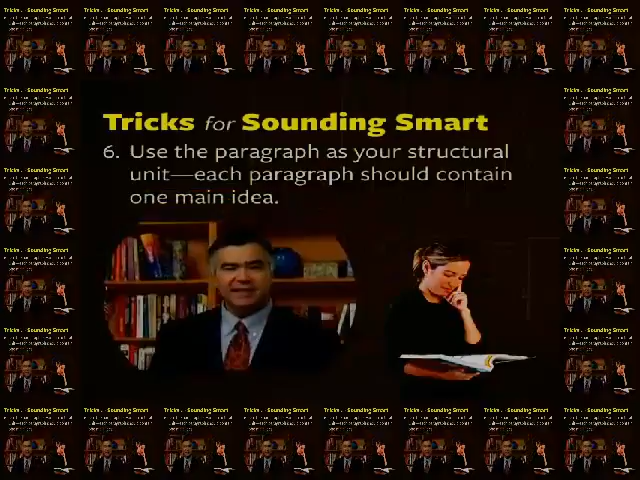 Tricks for Sounding Smart
6. Use the paragraph as your structural
unit—each paragraph should contain
one main idea.